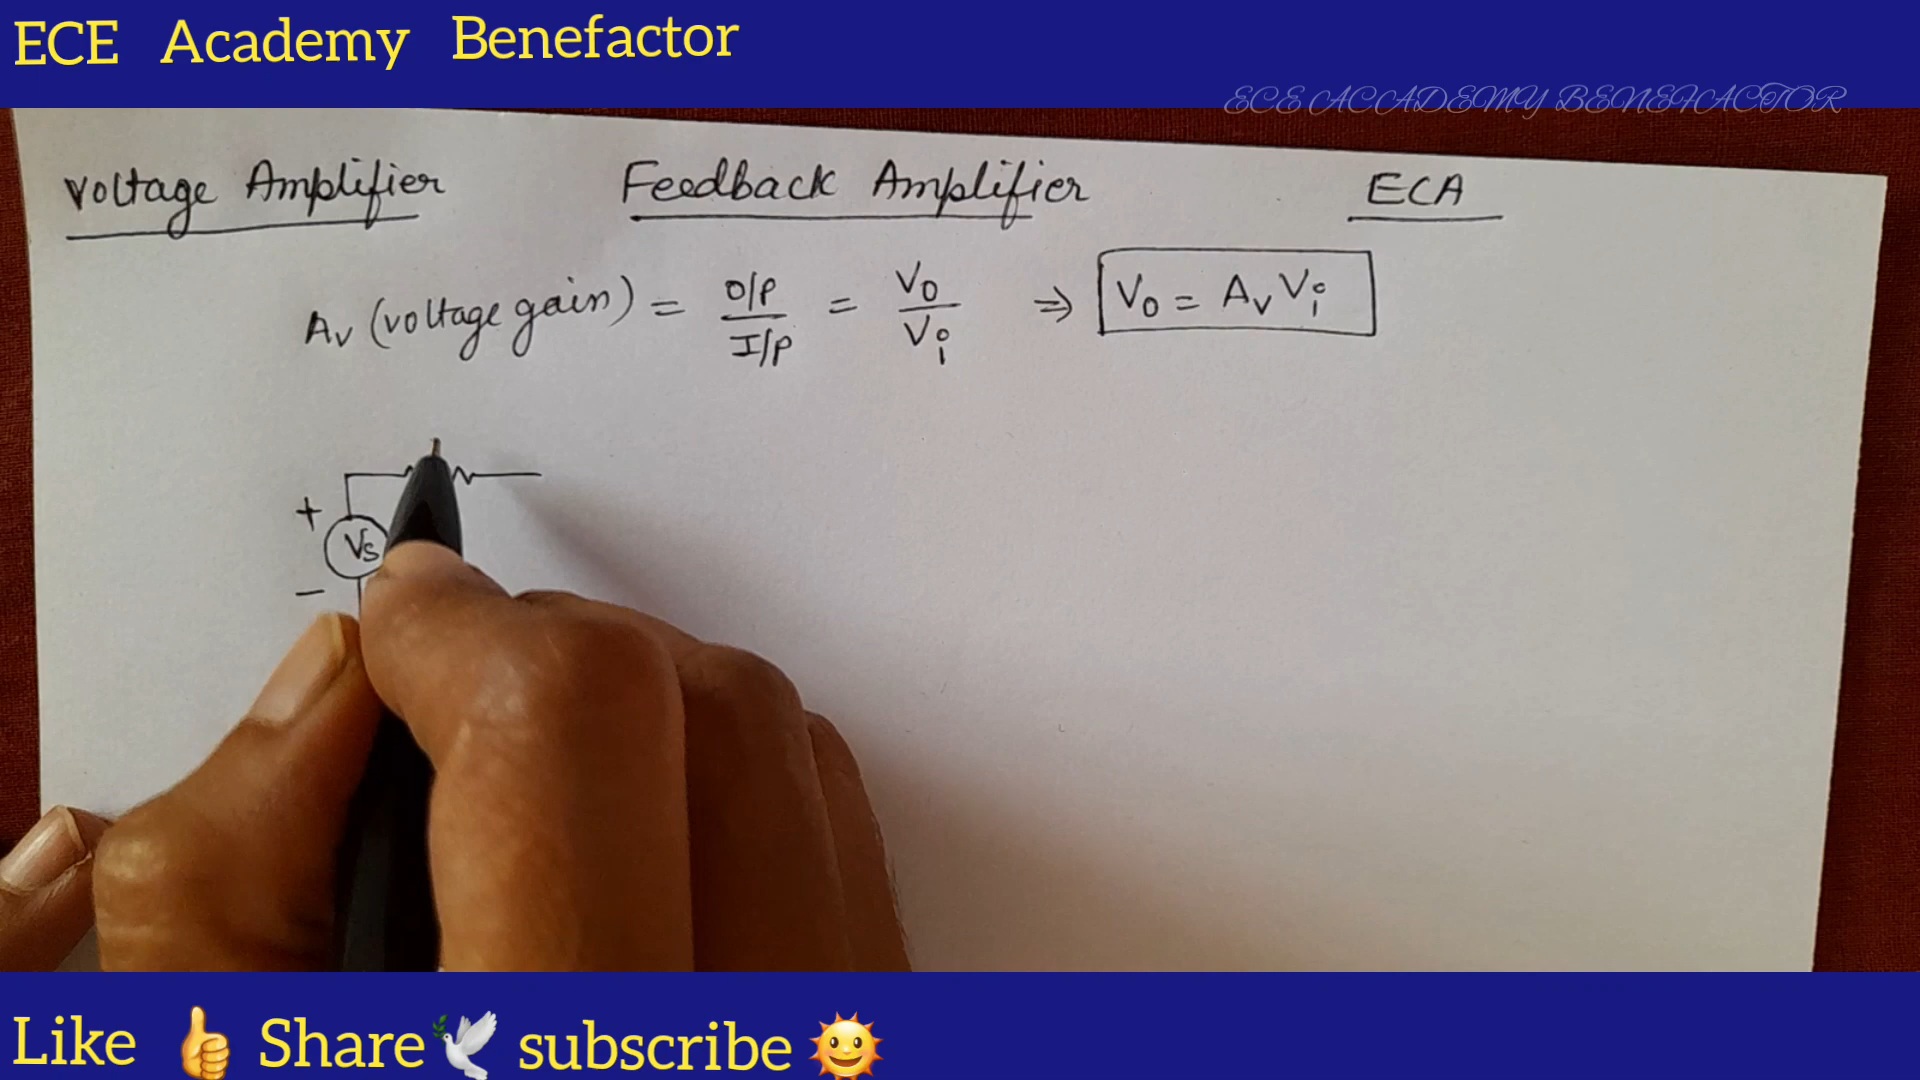 ECE Academy Benefactor
ECE ACCADEMY BENEFACTOR
Voltage Amplifier Feedback Amplifier ECA
Av (voltage gain) = O/P / I/P = Vo / Vi ⇒ Vo = Av Vi
+
Vs
−
Like 👍 Share 🕊 subscribe 🌞